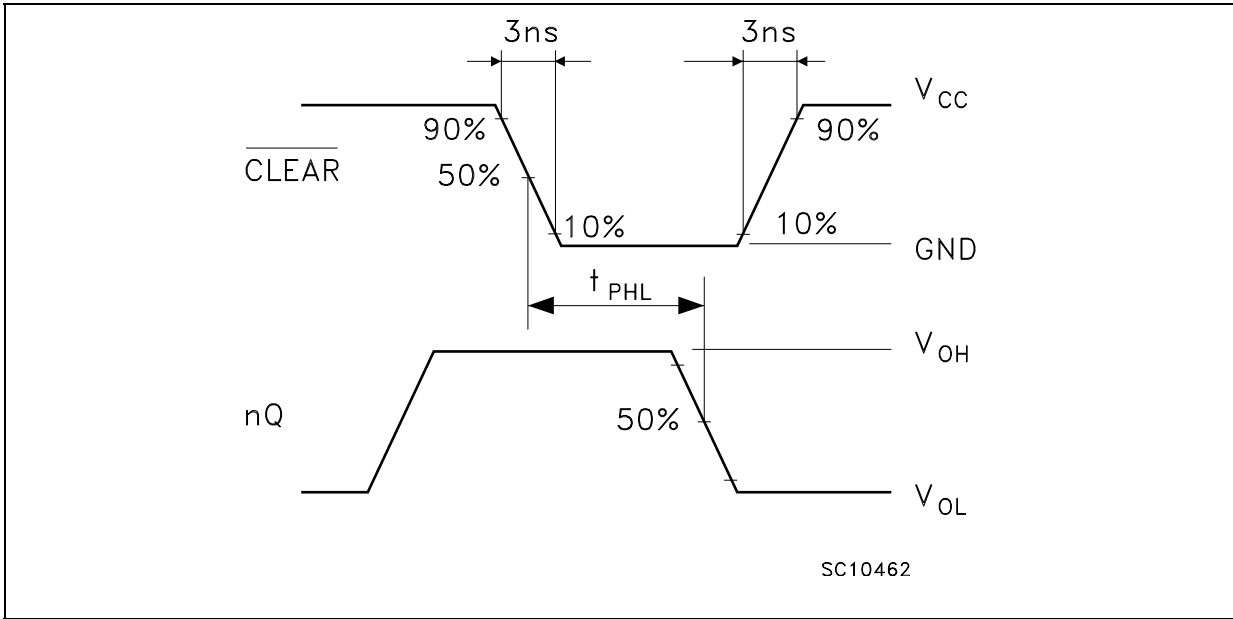 3ns 3ns
V CC
90% 90%
CLEAR
50%
10% 10%
GND
t PHL
V OH
nQ 50%
V OL
SC10462